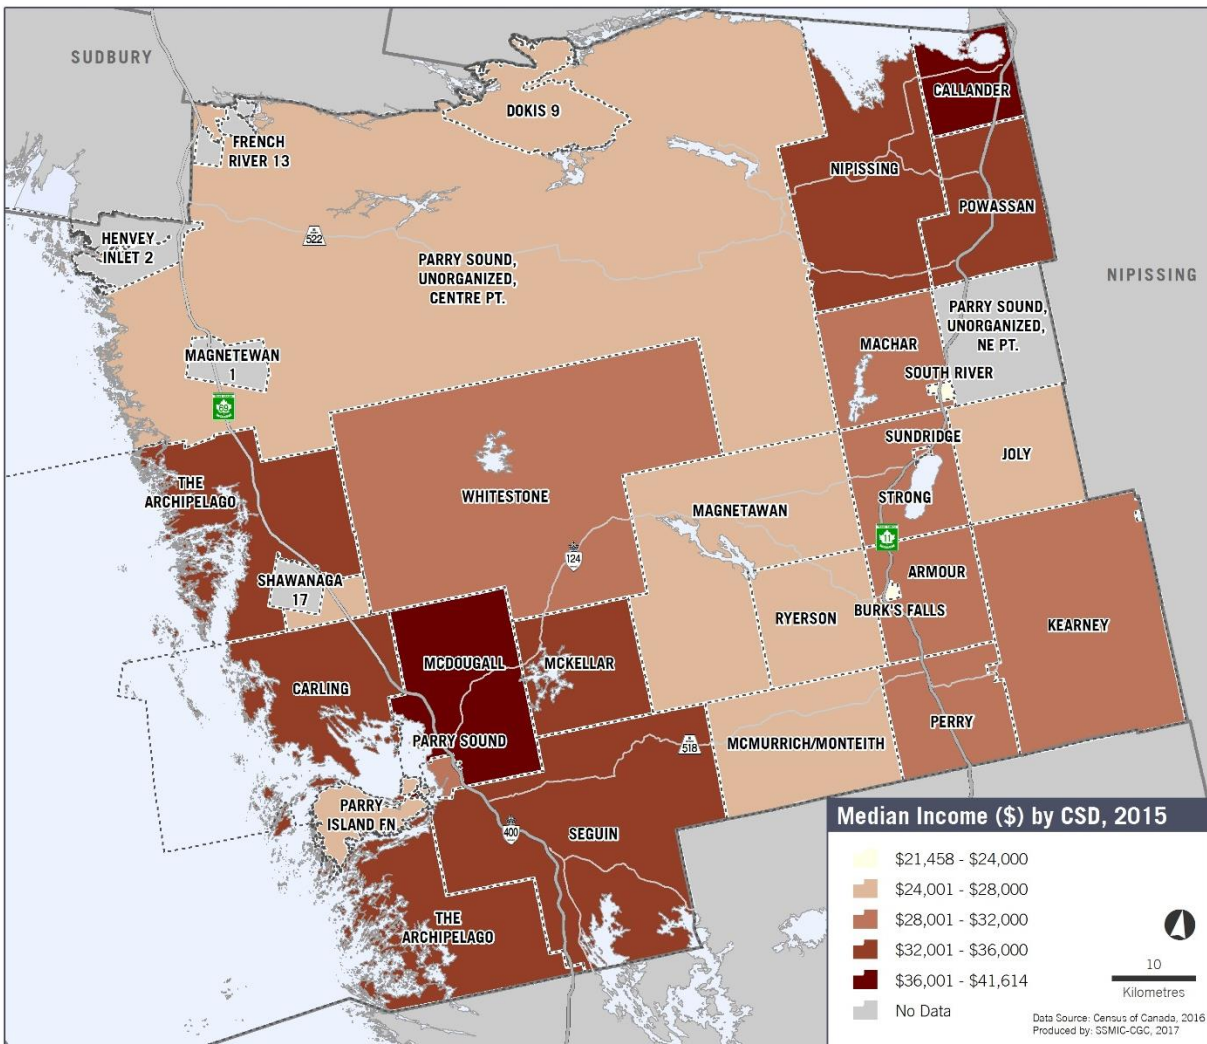 SUDBURY
DOKIS 9
CALLANDER
FRENCH
RIVER 13
NIPISSING
POWASSAN
HENVEY
INLET 2
522
PARRY SOUND,
UNORGANIZED,
CENTRE PT.
NIPISSING
PARRY SOUND,
UNORGANIZED,
NE PT.
MACHAR
MAGNETEWAN
1
SOUTH RIVER
69
SUNDRIDGE
JOLY
THE
ARCHIPELAGO
WHITESTONE
STRONG
MAGNETAWAN
11
124
ARMOUR
SHAWANAGA
17
BURK'S FALLS
RYERSON
KEARNEY
MCDOUGALL
MCKELLAR
CARLING
PERRY
PARRY SOUND
518
MCMURRICH/MONTEITH
PARRY
ISLAND FN
400
SEGUIN
THE
ARCHIPELAGO
Median Income ($) by CSD, 2015
$21,458 - $24,000
$24,001 - $28,000
$28,001 - $32,000
$32,001 - $36,000
$36,001 - $41,614
No Data
10
Kilometres
Data Source: Census of Canada, 2016
Produced by: SSMIC-CGC, 2017